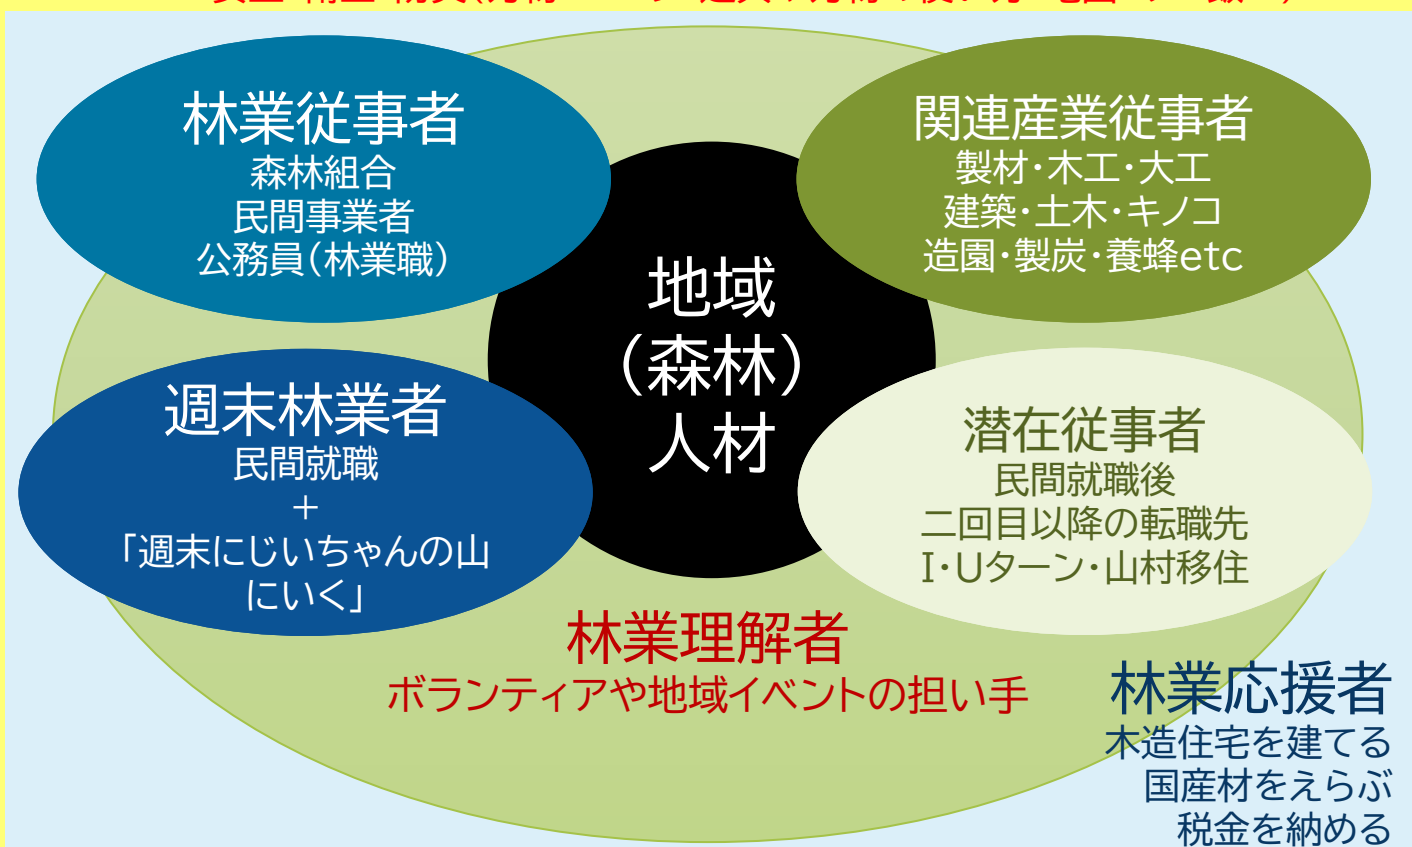 林業従事者
森林組合
民間事業者
公務員（林業職）
関連産業従事者
製材・木工・大工
建築・土木・キノコ
造園・製炭・養蜂etc
地域
（森林）
人材
週末林業者
民間就職
＋
「週末にじいちゃんの山
にいく」
潜在従事者
民間就職後
二回目以降の転職先
I・Uターン・山村移住
林業理解者
ボランティアや地域イベントの担い手
林業応援者
木造住宅を建てる
国産材をえらぶ
税金を納める